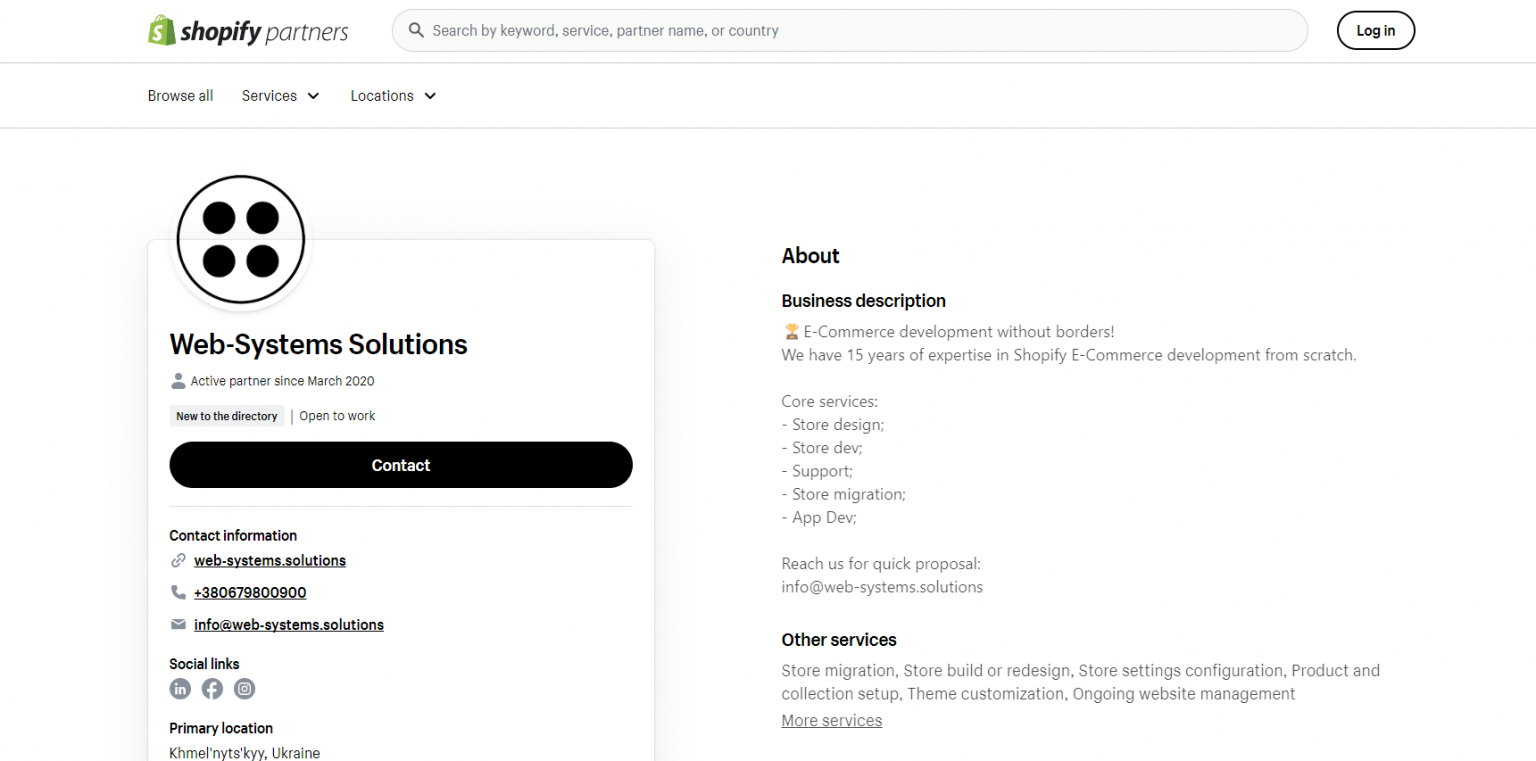 shopify partners
Search by keyword, service, partner name, or country
Log in
Browse all
Services
Locations
Web-Systems Solutions
Active partner since March 2020
New to the directory | Open to work
Contact
Contact information
web-systems.solutions
+380679800900
info@web-systems.solutions
Social links
Primary location
Khmel'nyts'kyy, Ukraine
About
Business description
🏆 E-Commerce development without borders!
We have 15 years of expertise in Shopify E-Commerce development from scratch.
Core services:
- Store design;
- Store dev;
- Support;
- Store migration;
- App Dev;
Reach us for quick proposal:
info@web-systems.solutions
Other services
Store migration, Store build or redesign, Store settings configuration, Product and
collection setup, Theme customization, Ongoing website management
More services